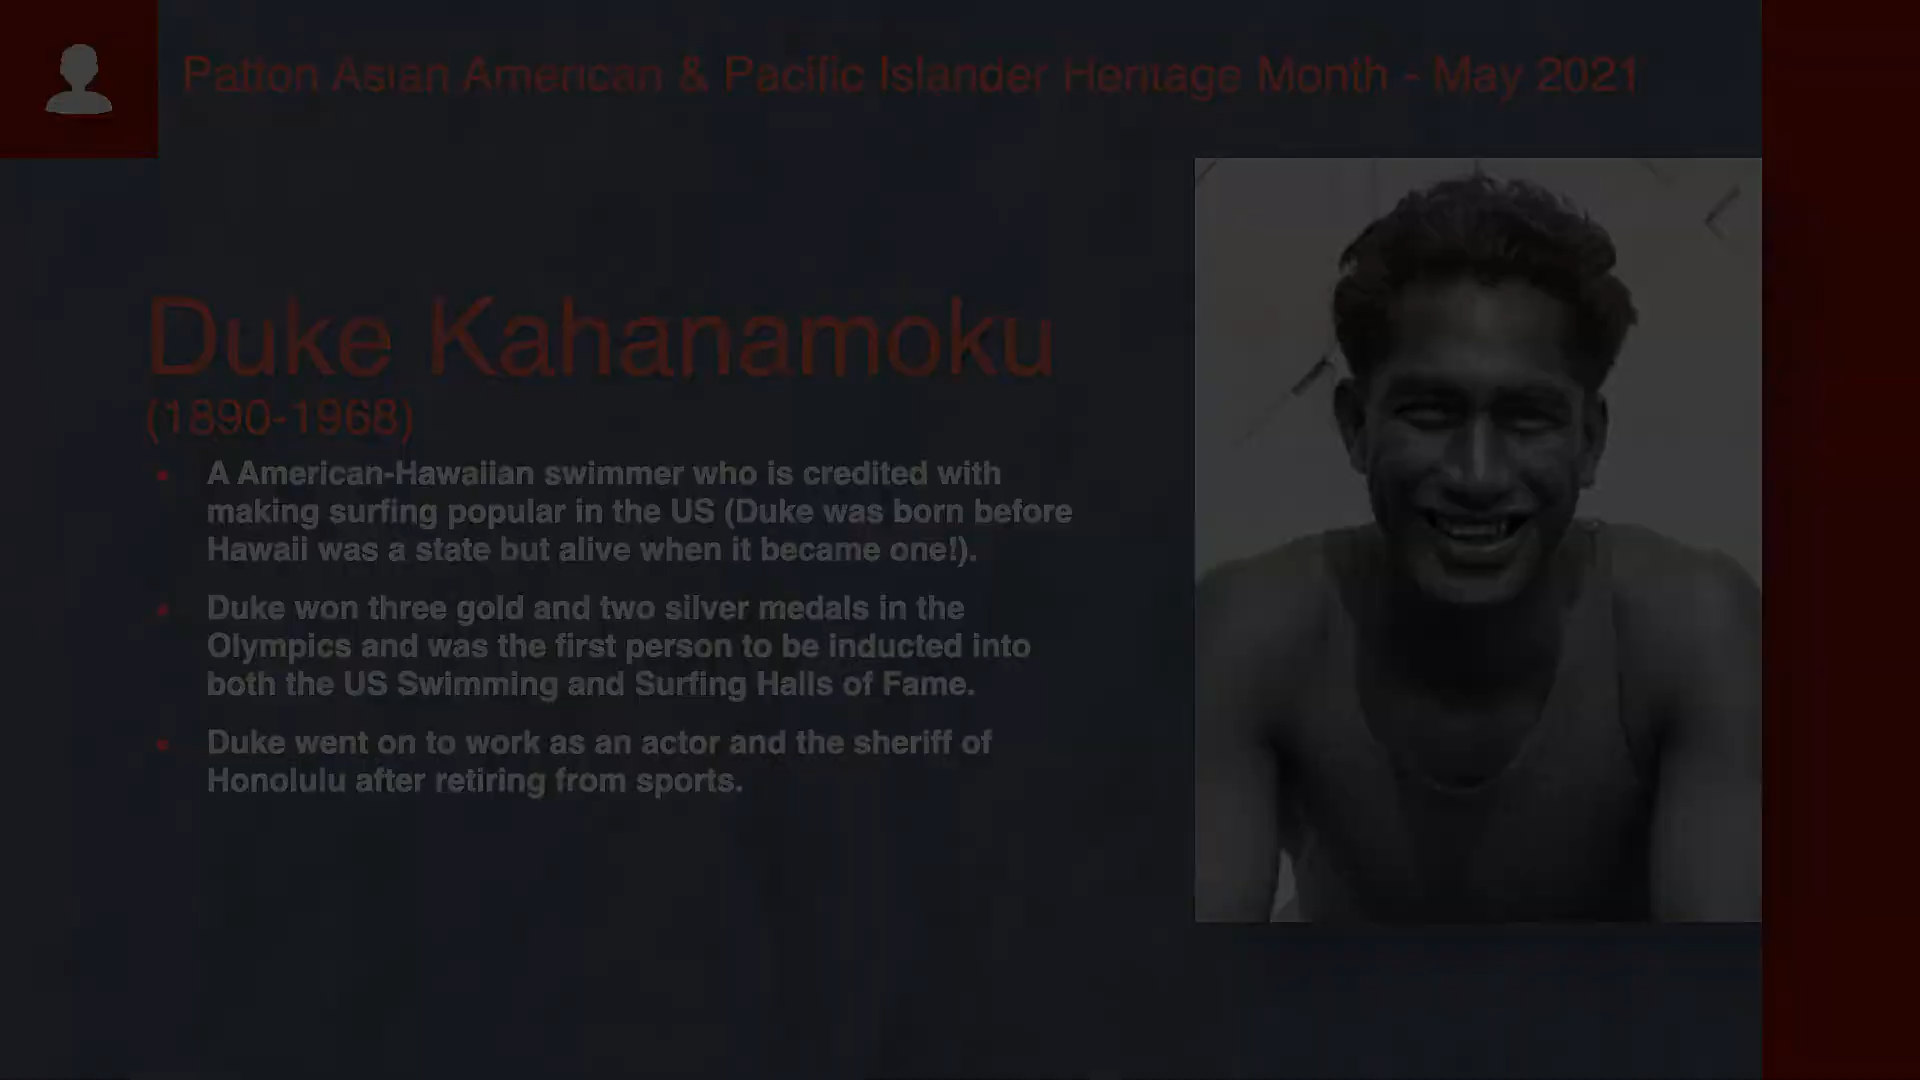 Patton Asian American & Pacific Islander Heritage Month - May 2021
Duke Kahanamoku
(1890-1968)
• A American-Hawaiian swimmer who is credited with
making surfing popular in the US (Duke was born before
Hawaii was a state but alive when it became one!).
• Duke won three gold and two silver medals in the
Olympics and was the first person to be inducted into
both the US Swimming and Surfing Halls of Fame.
• Duke went on to work as an actor and the sheriff of
Honolulu after retiring from sports.